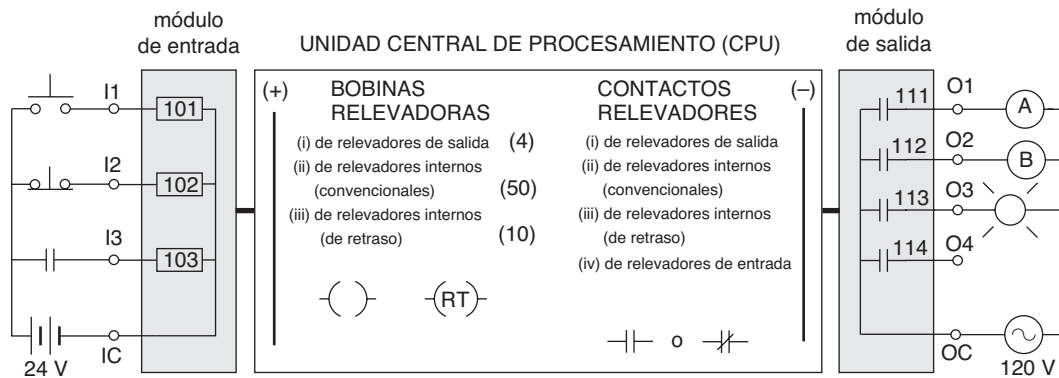 módulo
de entrada
UNIDAD CENTRAL DE PROCESAMIENTO (CPU)
módulo
de salida
I1
101
I2
102
I3
103
IC
24 V
(+)
BOBINAS
RELEVADORAS
(i) de relevadores de salida (4)
(ii) de relevadores internos
(convencionales) (50)
(iii) de relevadores internos
(de retraso) (10)
(RT)
CONTACTOS
RELEVADORES
(–)
(i) de relevadores de salida
(ii) de relevadores internos
(convencionales)
(iii) de relevadores internos
(de retraso)
(iv) de relevadores de entrada
o
111
O1
A
112
O2
B
113
O3
114
O4
OC
120 V